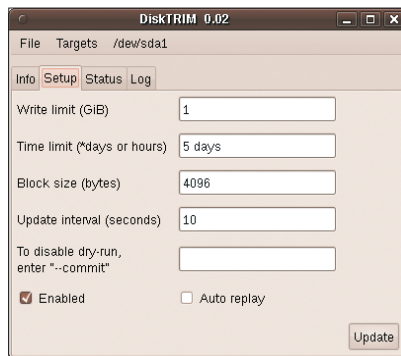 DiskTRIM 0.02
File Targets /dev/sda1
Info Setup Status Log
Write limit (GiB) 1
Time limit (*days or hours) 5 days
Block size (bytes) 4096
Update interval (seconds) 10
To disable dry-run,
enter "--commit"
Enabled Auto replay
Update